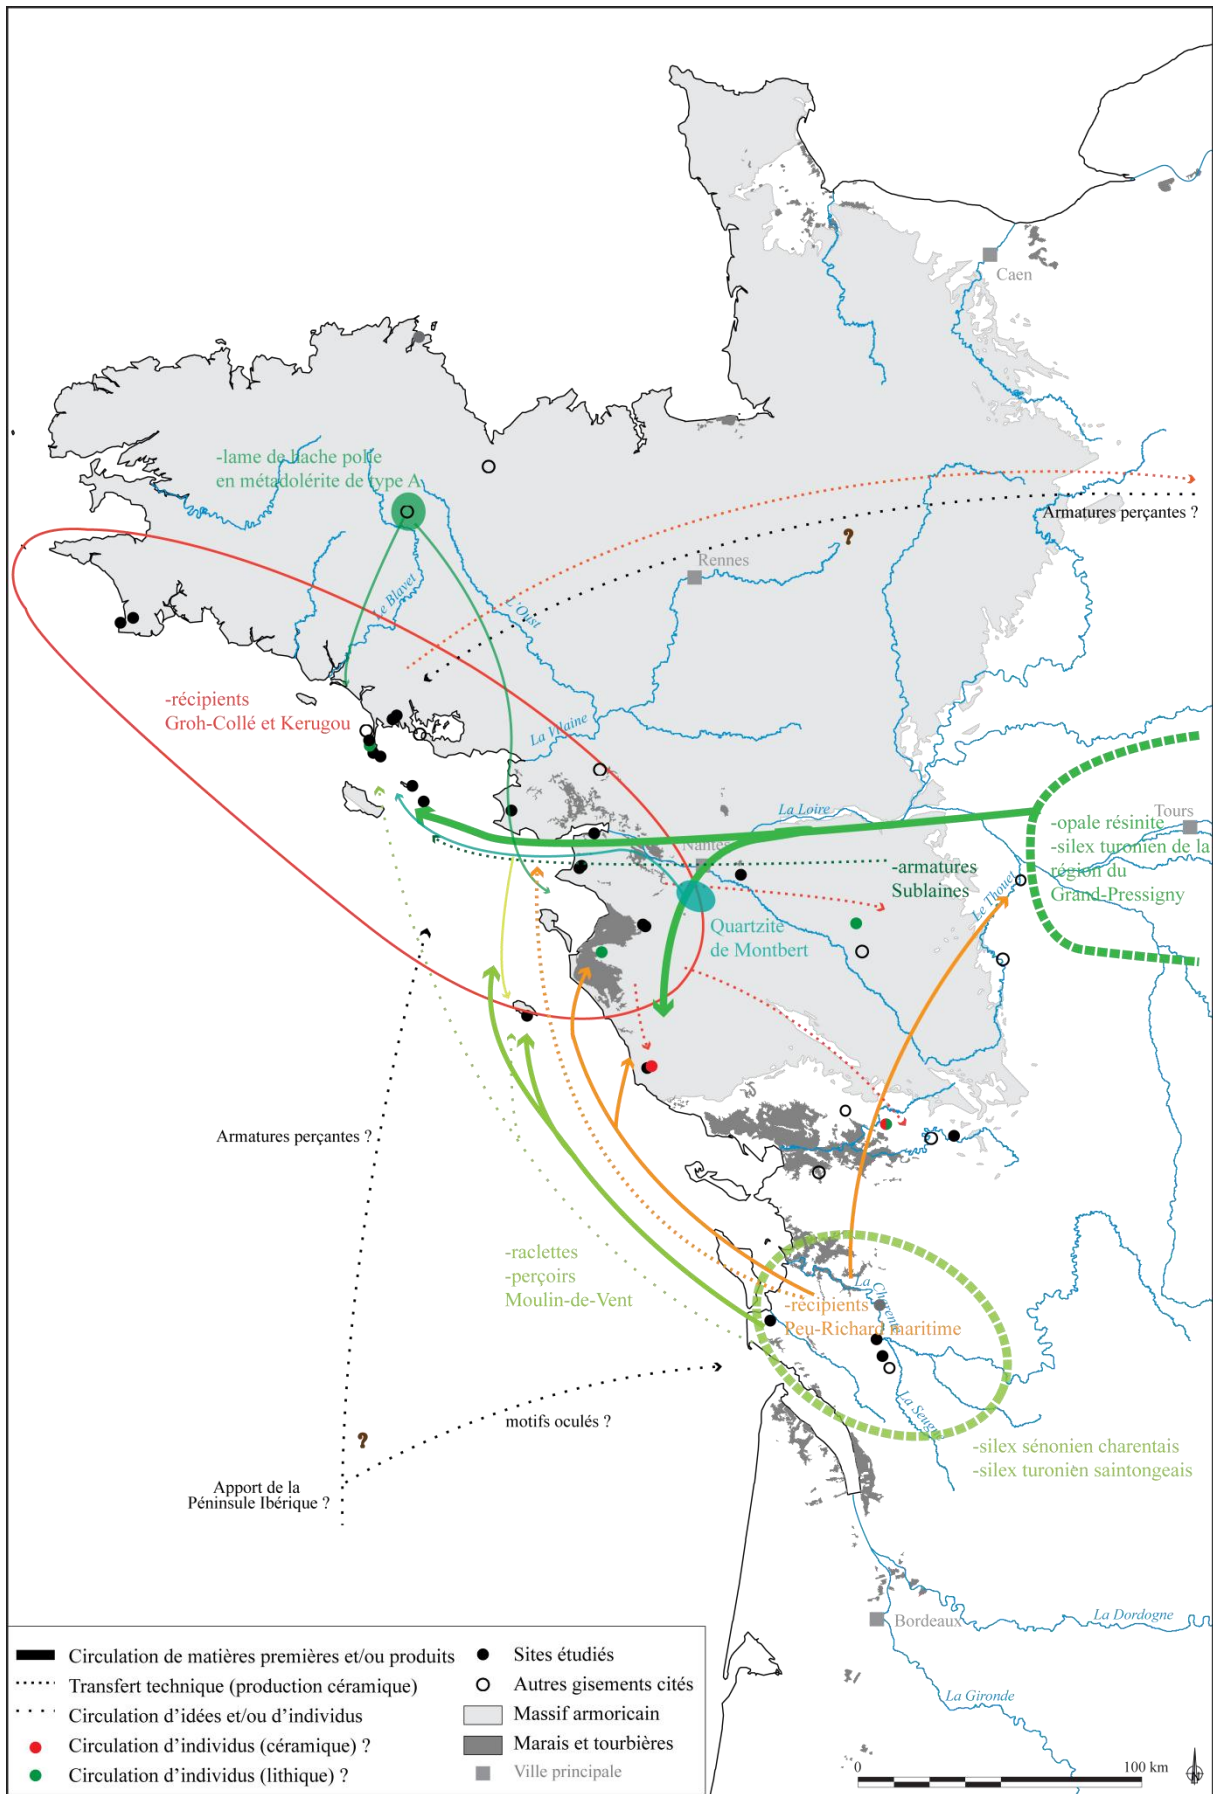 Caen
-lame de hache polie
en métadolérite de type A
Armatures perçantes ?
?
Rennes
Le Blavet
L'Oust
-récipients
Groh-Collé et Kerugou
La Vilaine
La Loire
Tours
-opale résinite
-silex turonien de la
région du
Grand-Pressigny
Nantes
-armatures
Sublaines
Le Thouet
Quartzite
de Montbert
Armatures perçantes ?
-raclettes
-perçoirs
Moulin-de-Vent
La Charente
-récipients
Peu-Richard maritime
motifs oculés ?
La Seugne
?
-silex sénonien charentais
-silex turonien saintongeais
Apport de la
Péninsule Ibérique ?
La Dordogne
Bordeaux
La Gironde
Circulation de matières premières et/ou produits
Transfert technique (production céramique)
Circulation d'idées et/ou d'individus
Circulation d'individus (céramique) ?
Circulation d'individus (lithique) ?
Sites étudiés
Autres gisements cités
Massif armoricain
Marais et tourbières
Ville principale
0 100 km
N